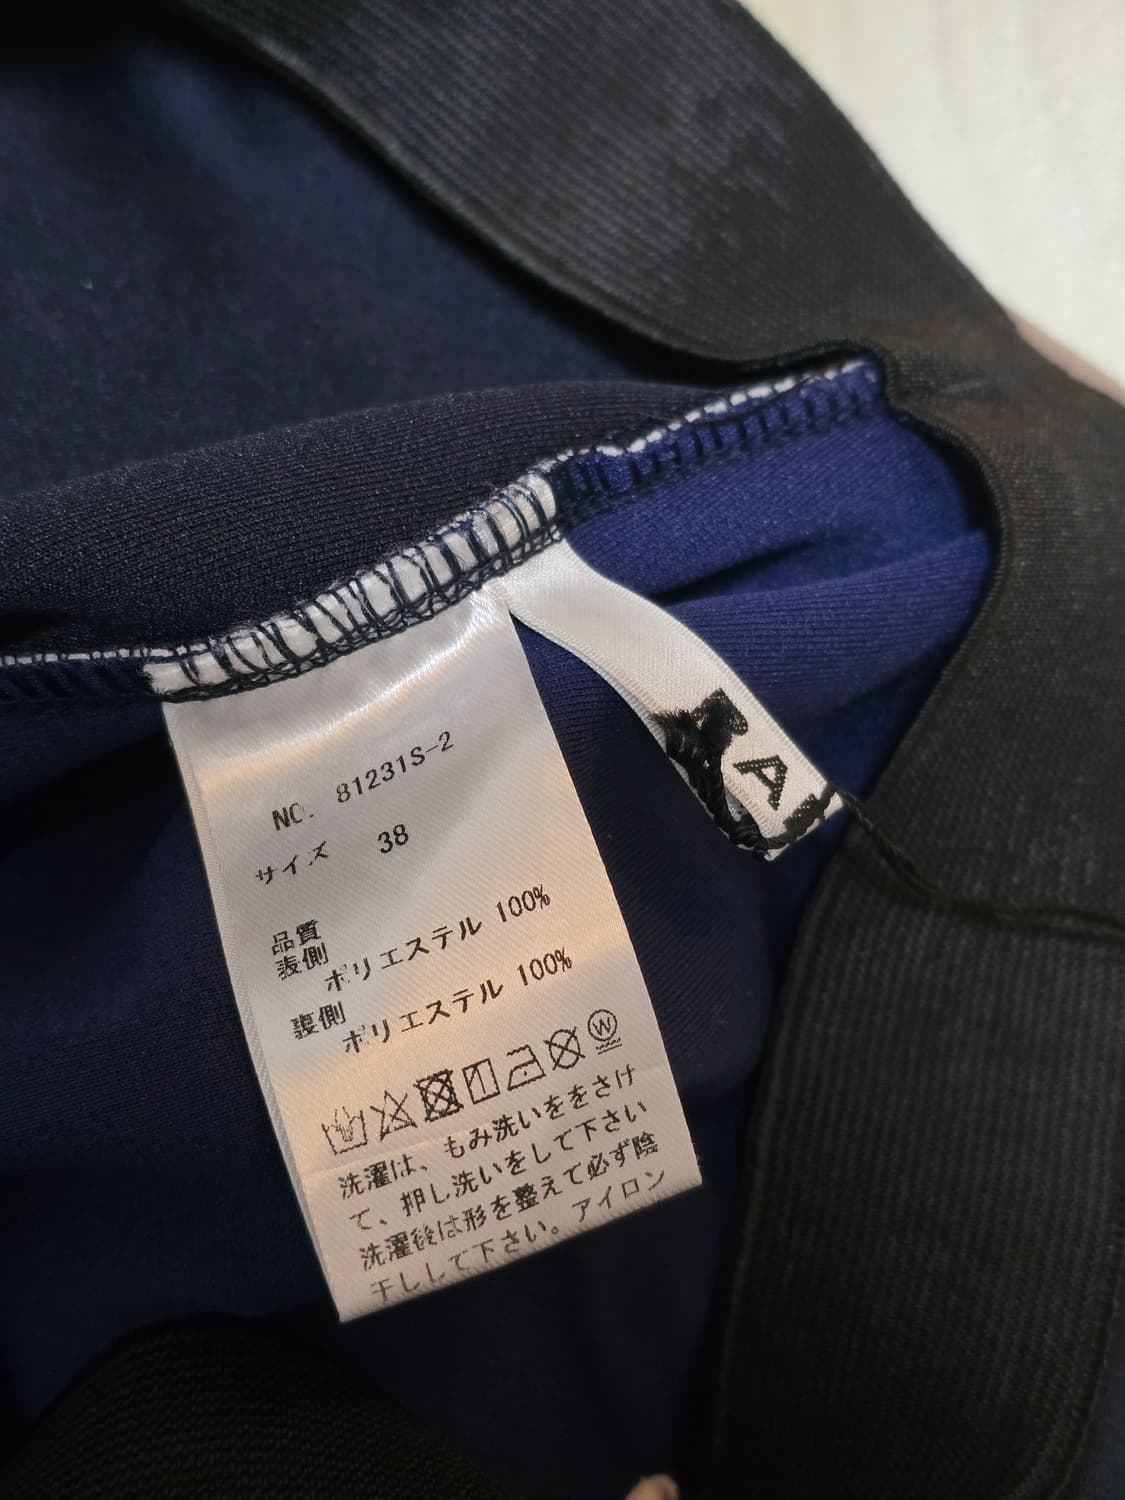 NO. 81231S-2
サイズ 38
品質
表側
ポリエステル 100%
裏側
ポリエステル 100%
W
洗濯は、もみ洗いををさけ
て、押し洗いをして下さい
洗濯後は形を整えて必ず陰
干しして下さい。アイロン